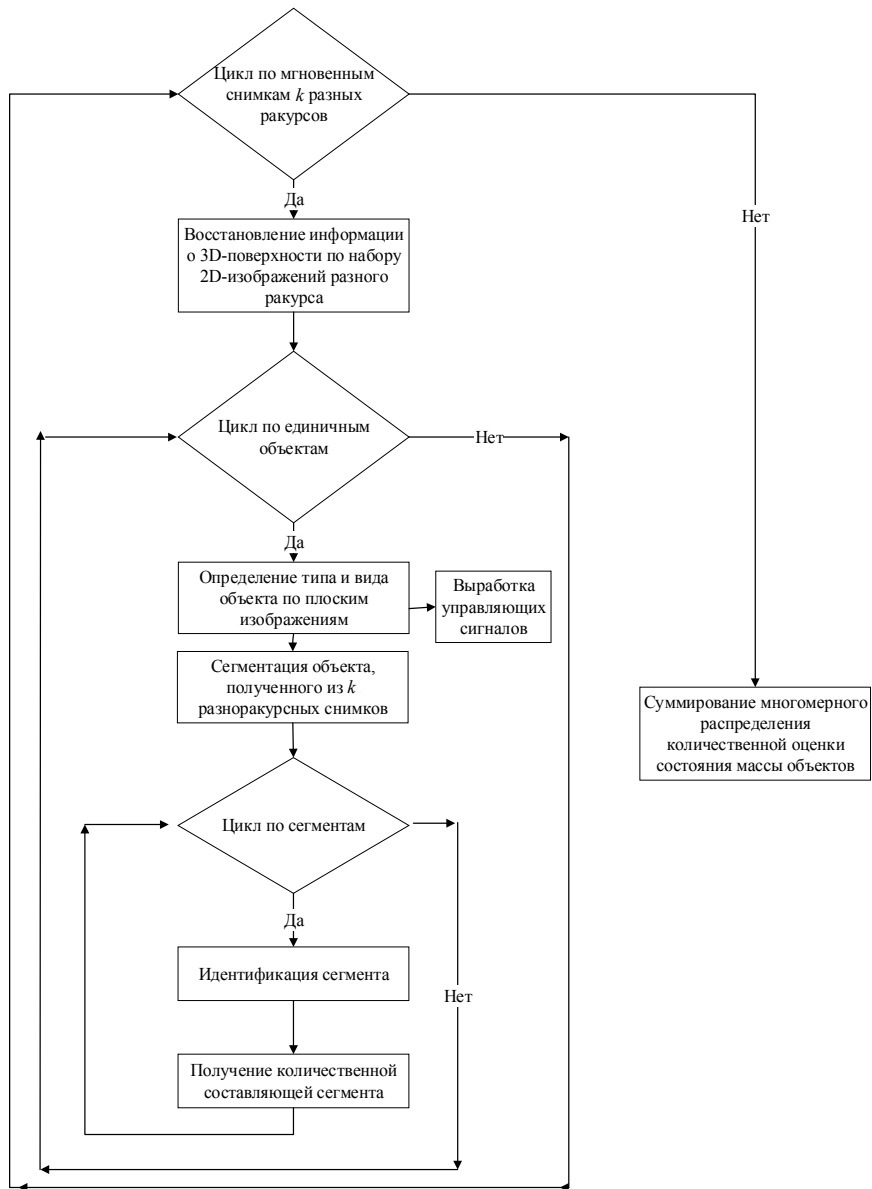 Цикл по мгновенным
снимкам k разных
ракурсов
Да
Нет
Восстановление информации
о 3D-поверхности по набору
2D-изображений разного
ракурса
Цикл по единичным
объектам
Нет
Да
Определение типа и вида
объекта по плоским
изображениям
Выработка
управляющих
сигналов
Сегментация объекта,
полученного из k
разноракурсных снимков
Суммирование многомерного
распределения
количественной оценки
состояния массы объектов
Цикл по сегментам
Да
Идентификация сегмента
Нет
Получение количественной
составляющей сегмента